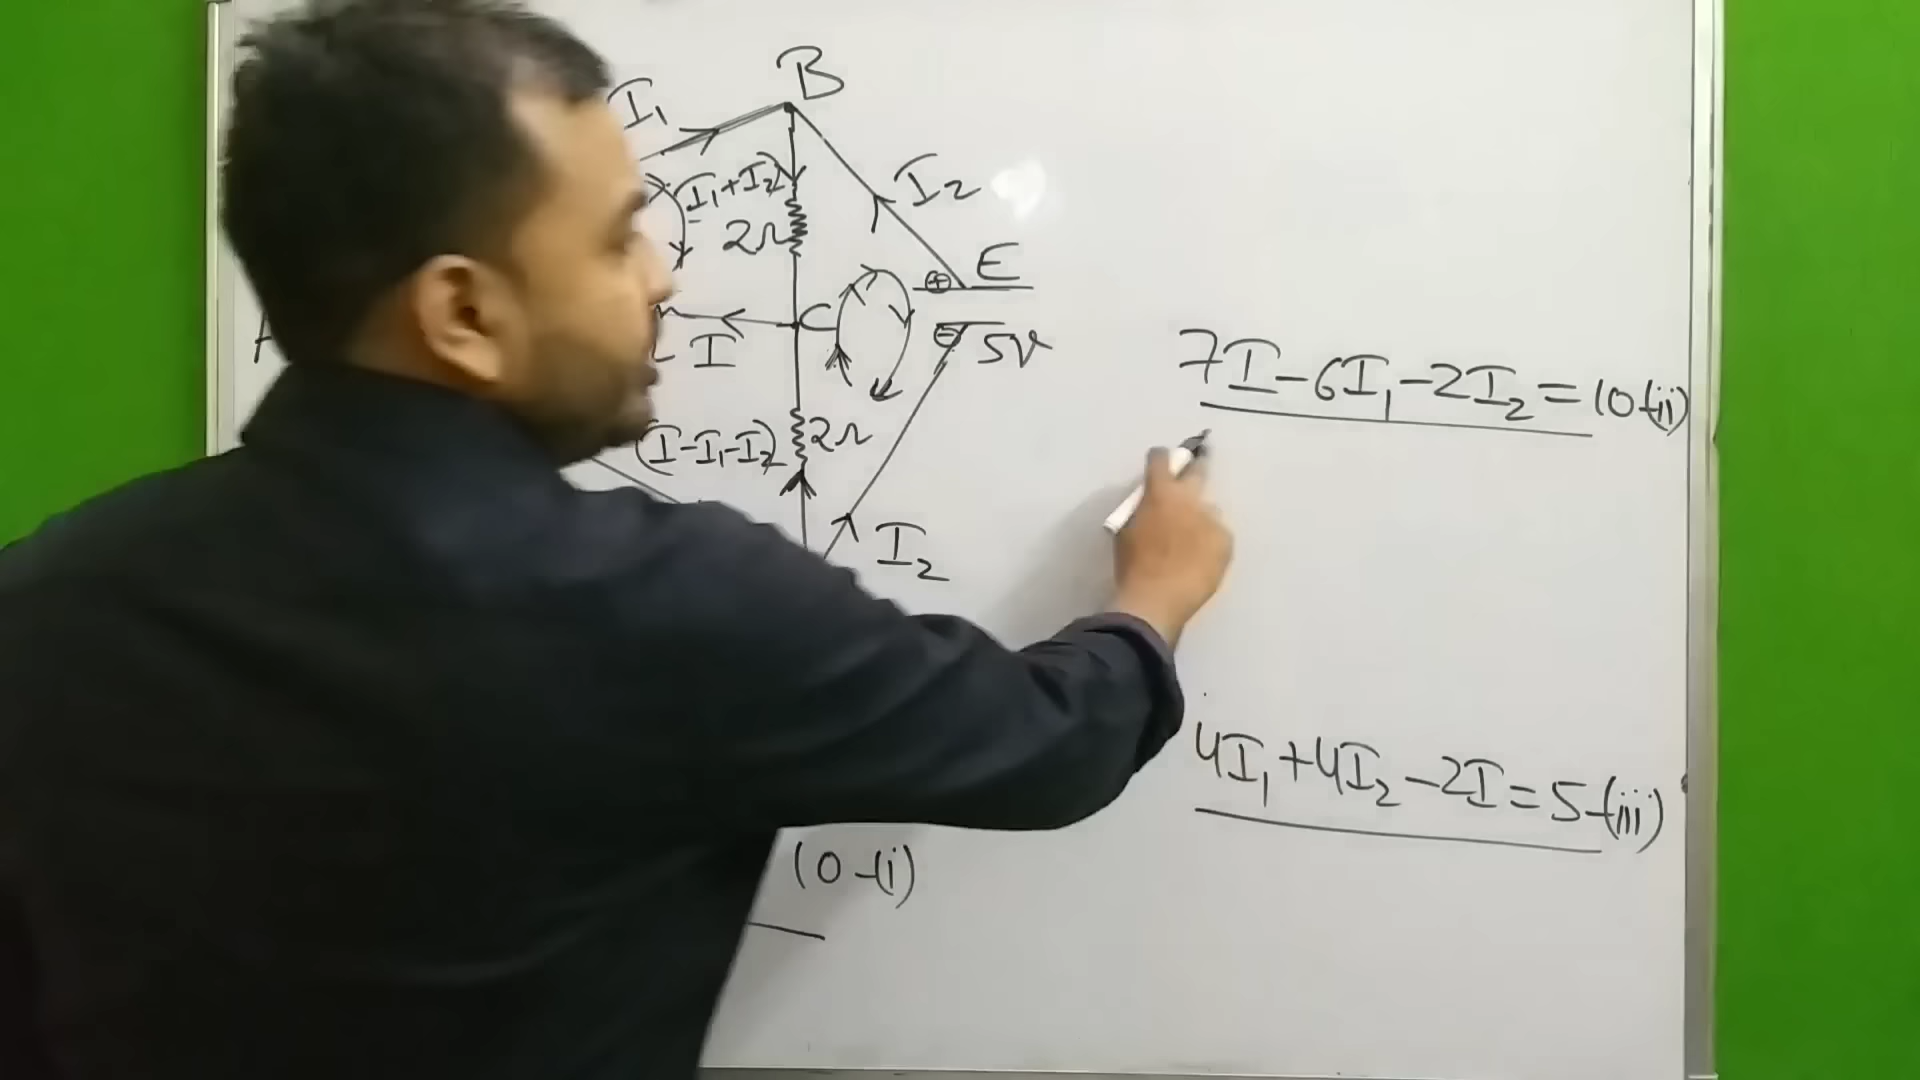 B
I₁
(I₁+I₂)
2Ω
I₂
E
⊕
C
⊖
5V
I
A
(I-I₁-I₂)
2Ω
I₂
7I-6I₁-2I₂=10-(ii)
4I₁+4I₂-2I=5-(iii)
10-(i)